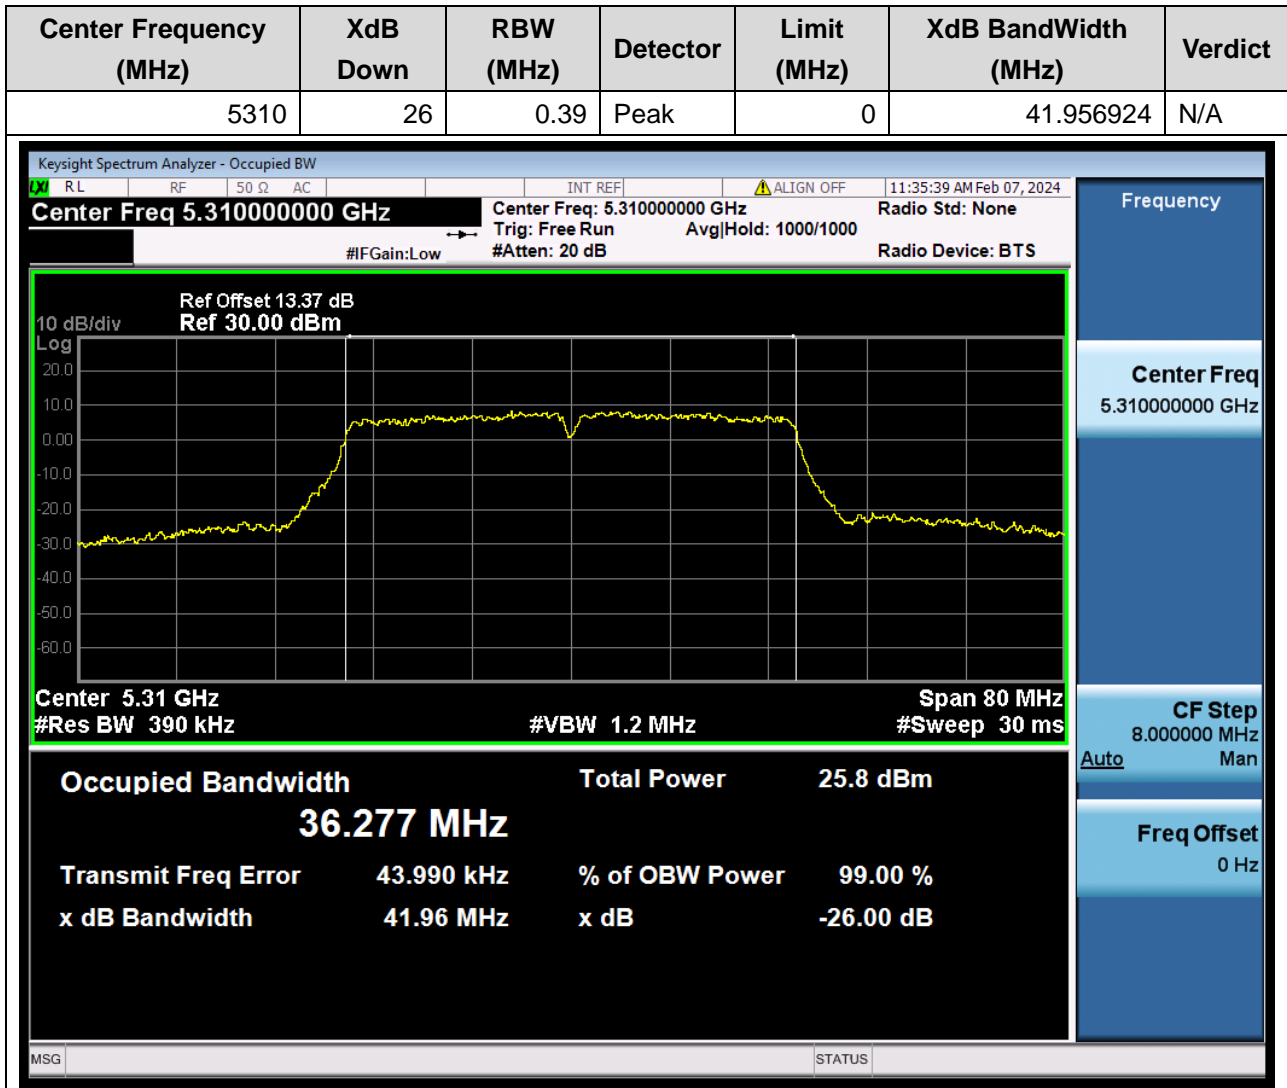 Center Frequency (MHz) XdB Down RBW (MHz) Detector Limit (MHz) XdB BandWidth (MHz) Verdict
5310 26 0.39 Peak 0 41.956924 N/A
Keysight Spectrum Analyzer - Occupied BW
LXI RL RF 50 Ω AC INT REF ALIGN OFF 11:35:39 AM Feb 07, 2024
Center Freq 5.310000000 GHz
Center Freq: 5.310000000 GHz
Radio Std: None
Trig: Free Run Avg|Hold: 1000/1000
#IFGain:Low
#Atten: 20 dB
Radio Device: BTS
Frequency
Ref Offset 13.37 dB
10 dB/div Ref 30.00 dBm
Log
20.0
10.0
0.00
-10.0
-20.0
-30.0
-40.0
-50.0
-60.0
Center 5.31 GHz Span 80 MHz
#Res BW 390 kHz #VBW 1.2 MHz #Sweep 30 ms
Center Freq
5.310000000 GHz
CF Step
8.000000 MHz
Auto Man
Freq Offset
0 Hz
Occupied Bandwidth Total Power 25.8 dBm
36.277 MHz
Transmit Freq Error 43.990 kHz % of OBW Power 99.00 %
x dB Bandwidth 41.96 MHz x dB -26.00 dB
MSG STATUS